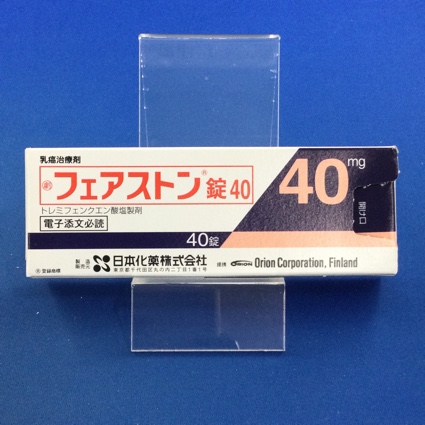 乳癌治療剤
劇 フェアストン® 錠40
40mg
トレミフェンクエン酸塩製剤
電子添文必読
40錠
開け口
製造販売元 日本化薬株式会社
東京都千代田区丸の内二丁目1番1号
提携 ORION Orion Corporation, Finland
® 登録商標